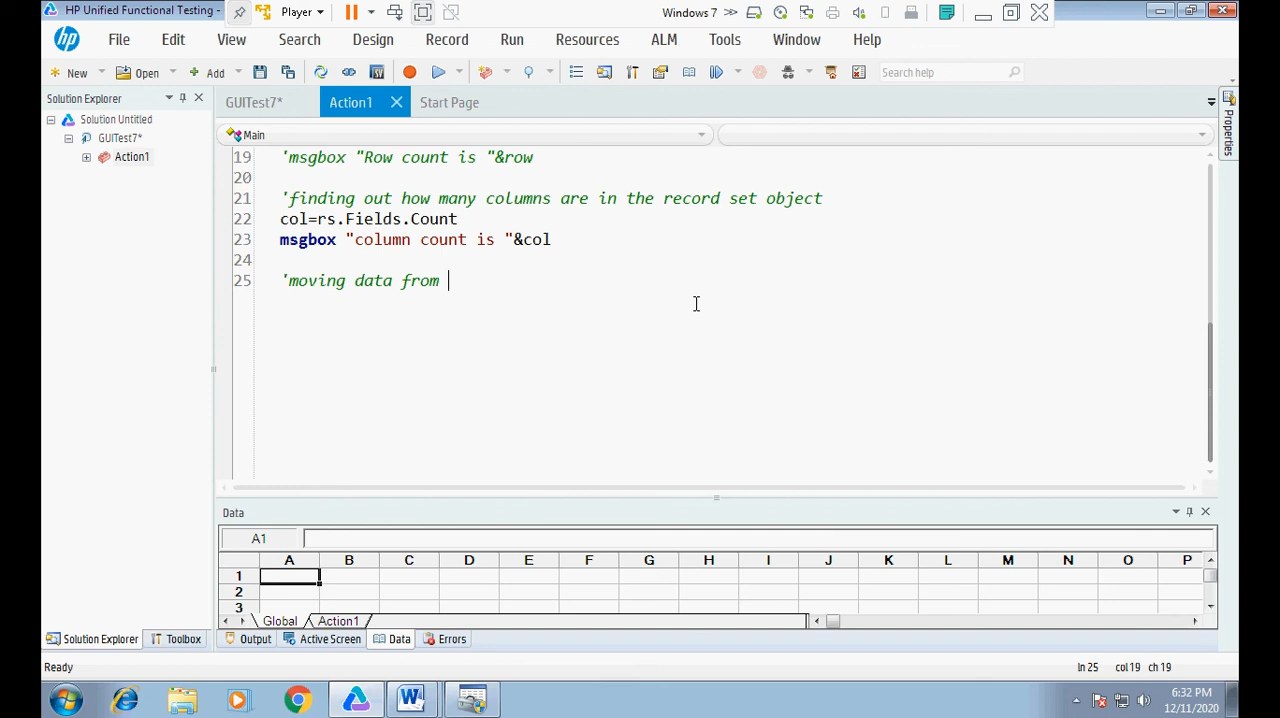 HP Unified Functional Testing -
Player
Windows 7
hp
File Edit View Search Design Record Run Resources ALM Tools Window Help
New Open Add Search help
Solution Explorer
Solution Untitled
GUITest7*
Action1
GUITest7* Action1 Start Page
Properties
Main
19 'msgbox "Row count is "&row
20
21 'finding out how many columns are in the record set object
22 col=rs.Fields.Count
23 msgbox "column count is "&col
24
25 'moving data from
Data
A1
A B C D E F G H I J K L M N O P
1
2
3
Global Action1
Solution Explorer Toolbox Output Active Screen Data Errors
Ready ln 25 col 19 ch 19
6:32 PM
12/11/2020